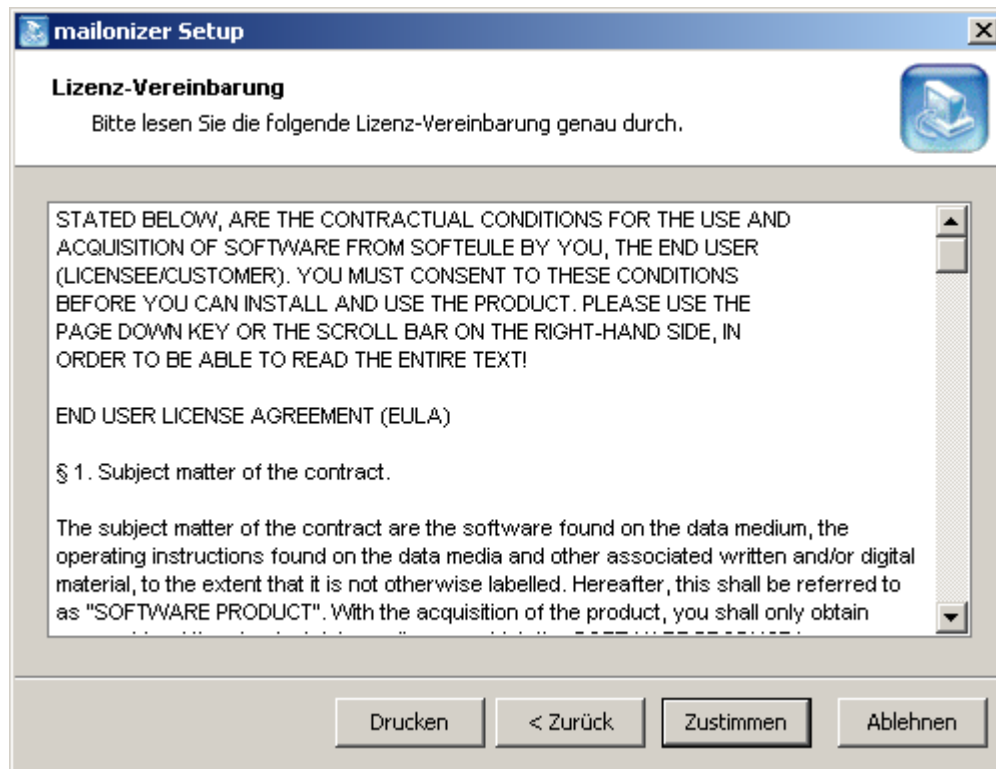 mailonizer Setup
Lizenz-Vereinbarung
Bitte lesen Sie die folgende Lizenz-Vereinbarung genau durch.
STATED BELOW, ARE THE CONTRACTUAL CONDITIONS FOR THE USE AND
ACQUISITION OF SOFTWARE FROM SOFTEULE BY YOU, THE END USER
(LICENSEE/CUSTOMER). YOU MUST CONSENT TO THESE CONDITIONS
BEFORE YOU CAN INSTALL AND USE THE PRODUCT. PLEASE USE THE
PAGE DOWN KEY OR THE SCROLL BAR ON THE RIGHT-HAND SIDE, IN
ORDER TO BE ABLE TO READ THE ENTIRE TEXT!
END USER LICENSE AGREEMENT (EULA)
§ 1. Subject matter of the contract.
The subject matter of the contract are the software found on the data medium, the
operating instructions found on the data media and other associated written and/or digital
material, to the extent that it is not otherwise labelled. Hereafter, this shall be referred to
as "SOFTWARE PRODUCT". With the acquisition of the product, you shall only obtain
Drucken
< Zurück
Zustimmen
Ablehnen